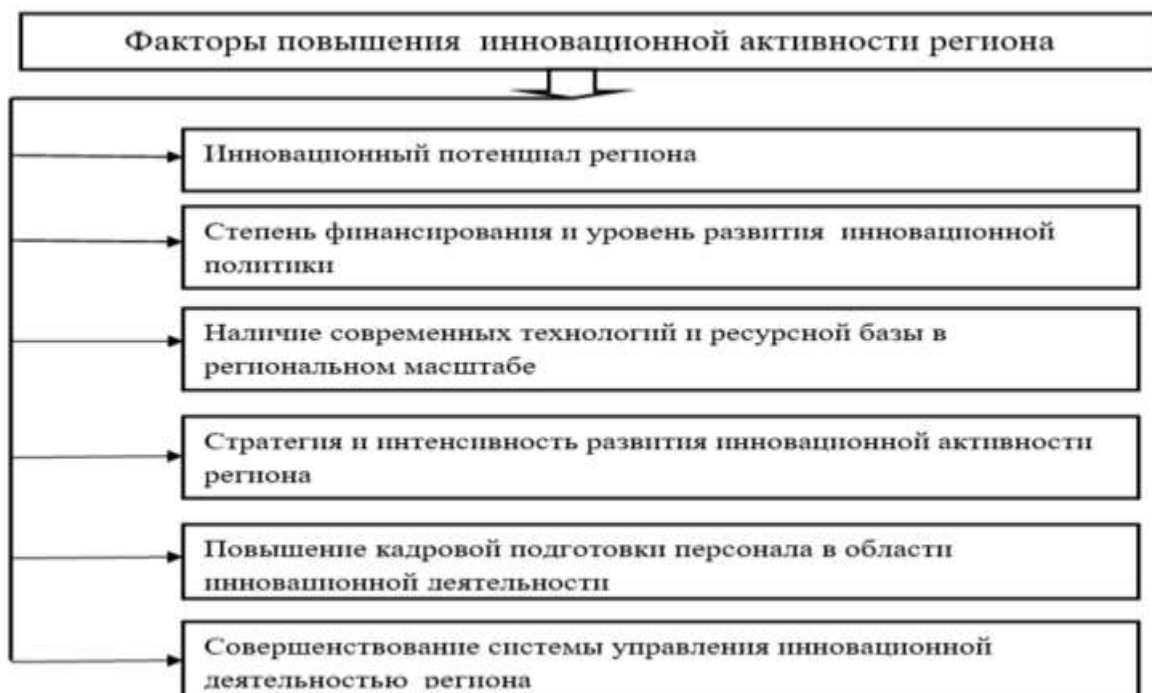 Факторы повышения инновационной активности региона
Инновационный потенциал региона
Степень финансирования и уровень развития инновационной
политики
Наличие современных технологий и ресурсной базы в
региональном масштабе
Стратегия и интенсивность развития инновационной активности
региона
Повышение кадровой подготовки персонала в области
инновационной деятельности
Совершенствование системы управления инновационной
деятельностью региона